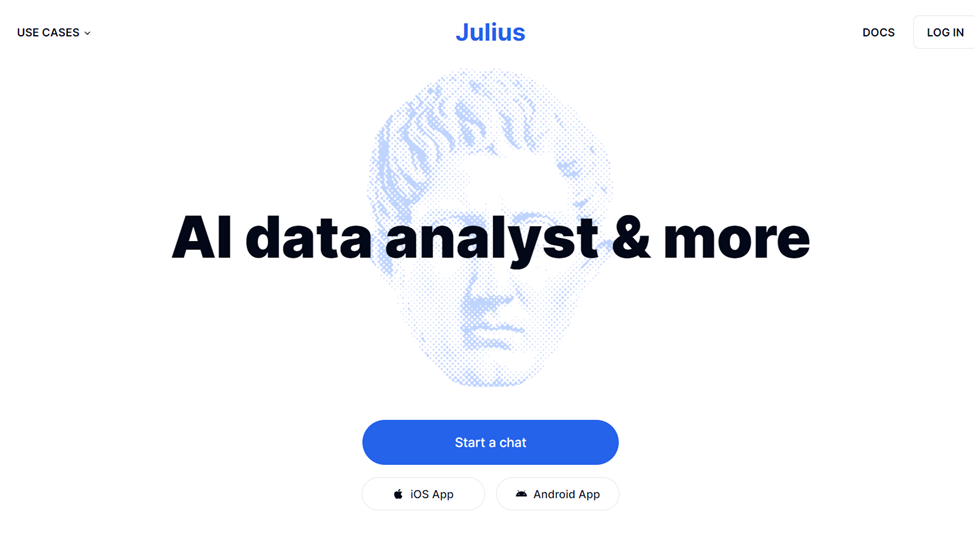 USE CASES
Julius
DOCS
LOG IN
AI data analyst & more
Start a chat
iOS App
Android App